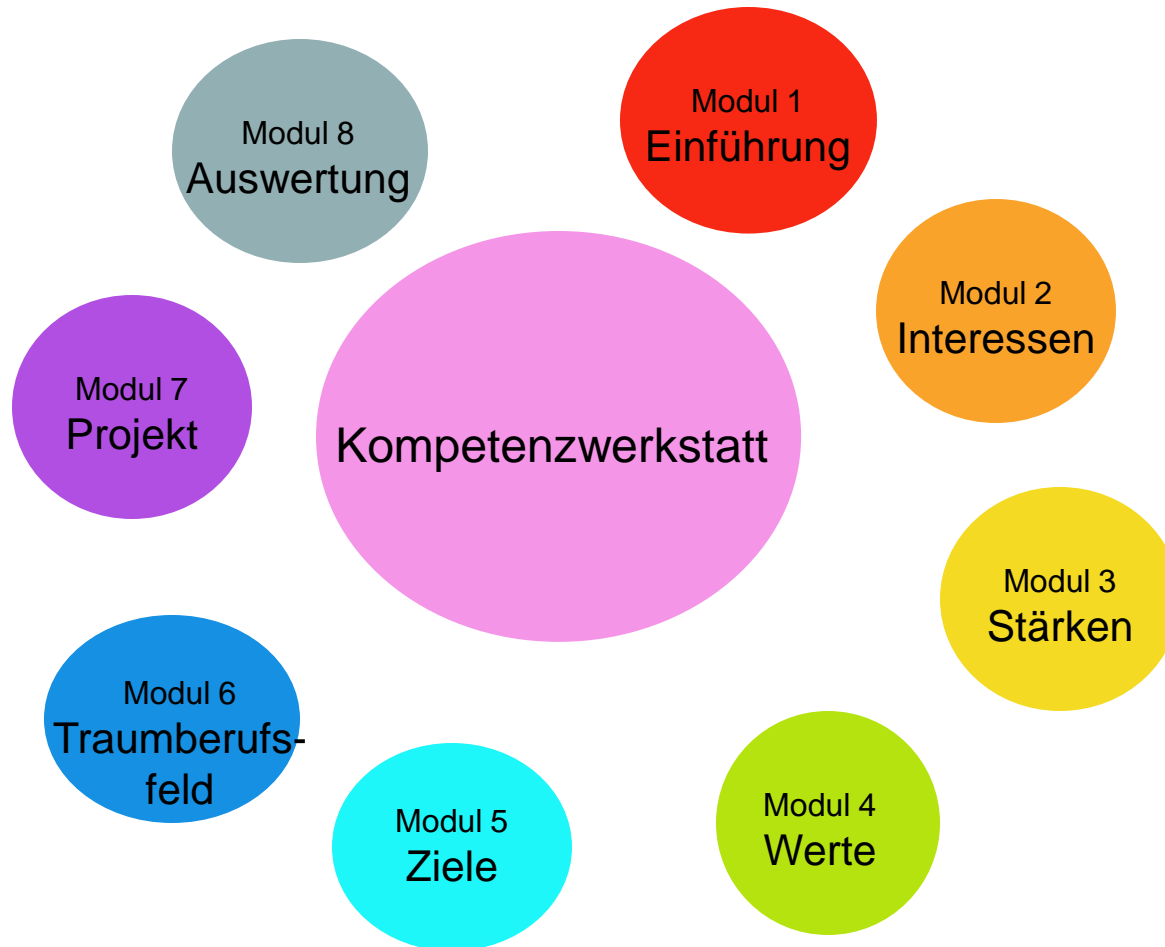 Modul 1
Einführung
Modul 8
Auswertung
Modul 2
Interessen
Modul 7
Projekt
Kompetenzwerkstatt
Modul 3
Stärken
Modul 6
Traumberufs-
feld
Modul 4
Werte
Modul 5
Ziele